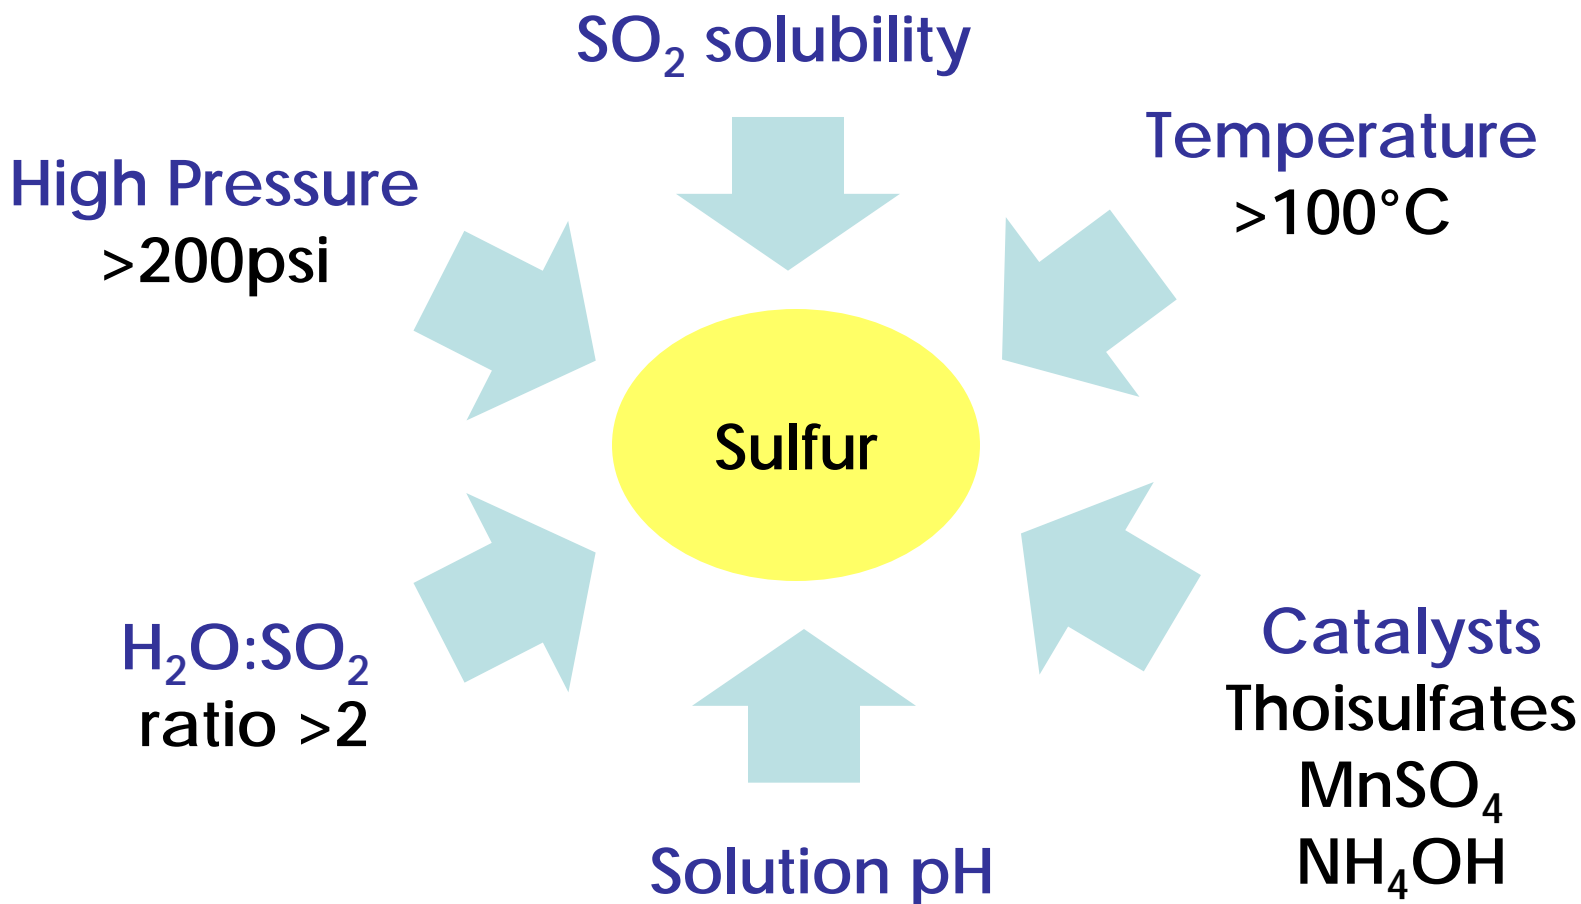 SO₂ solubility
High Pressure
>200psi
Temperature
>100°C
Sulfur
H₂O:SO₂
ratio >2
Catalysts
Thoisulfates
MnSO₄
NH₄OH
Solution pH